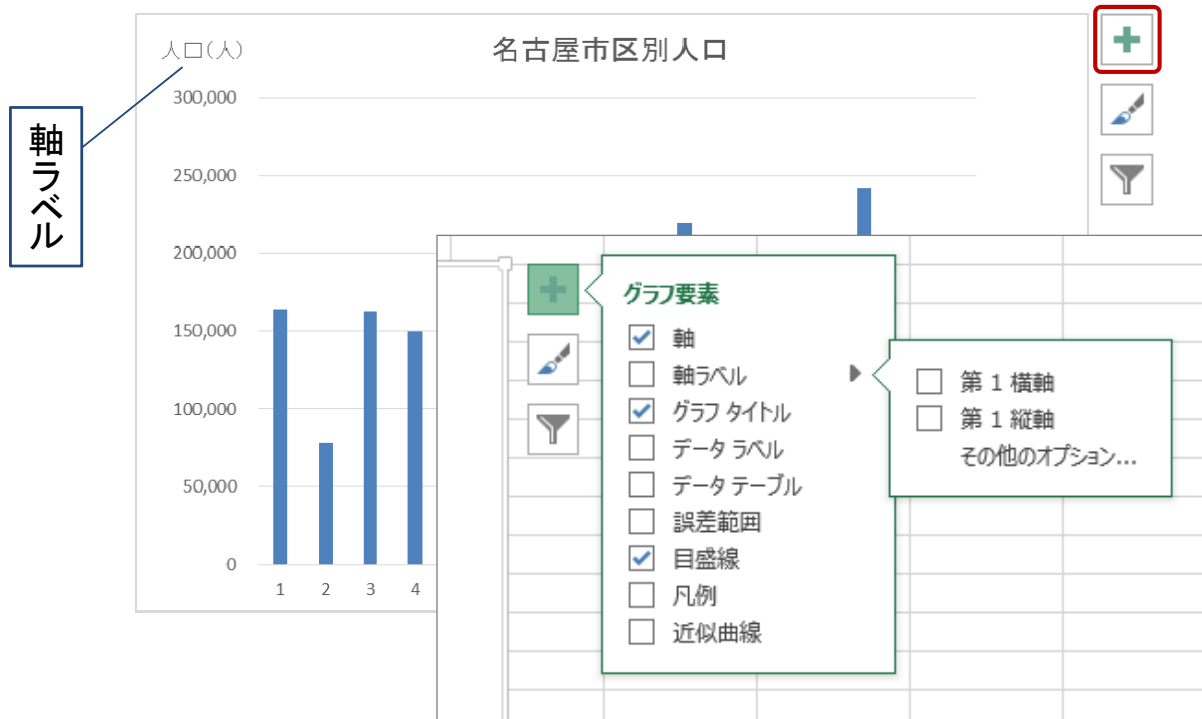 人口(人)
名古屋市区別人口
軸ラベル
300,000
250,000
200,000
150,000
100,000
50,000
0
1 2 3 4
グラフ要素
軸
軸ラベル
グラフ タイトル
データ ラベル
データ テーブル
誤差範囲
目盛線
凡例
近似曲線
第 1 横軸
第 1 縦軸
その他のオプション...